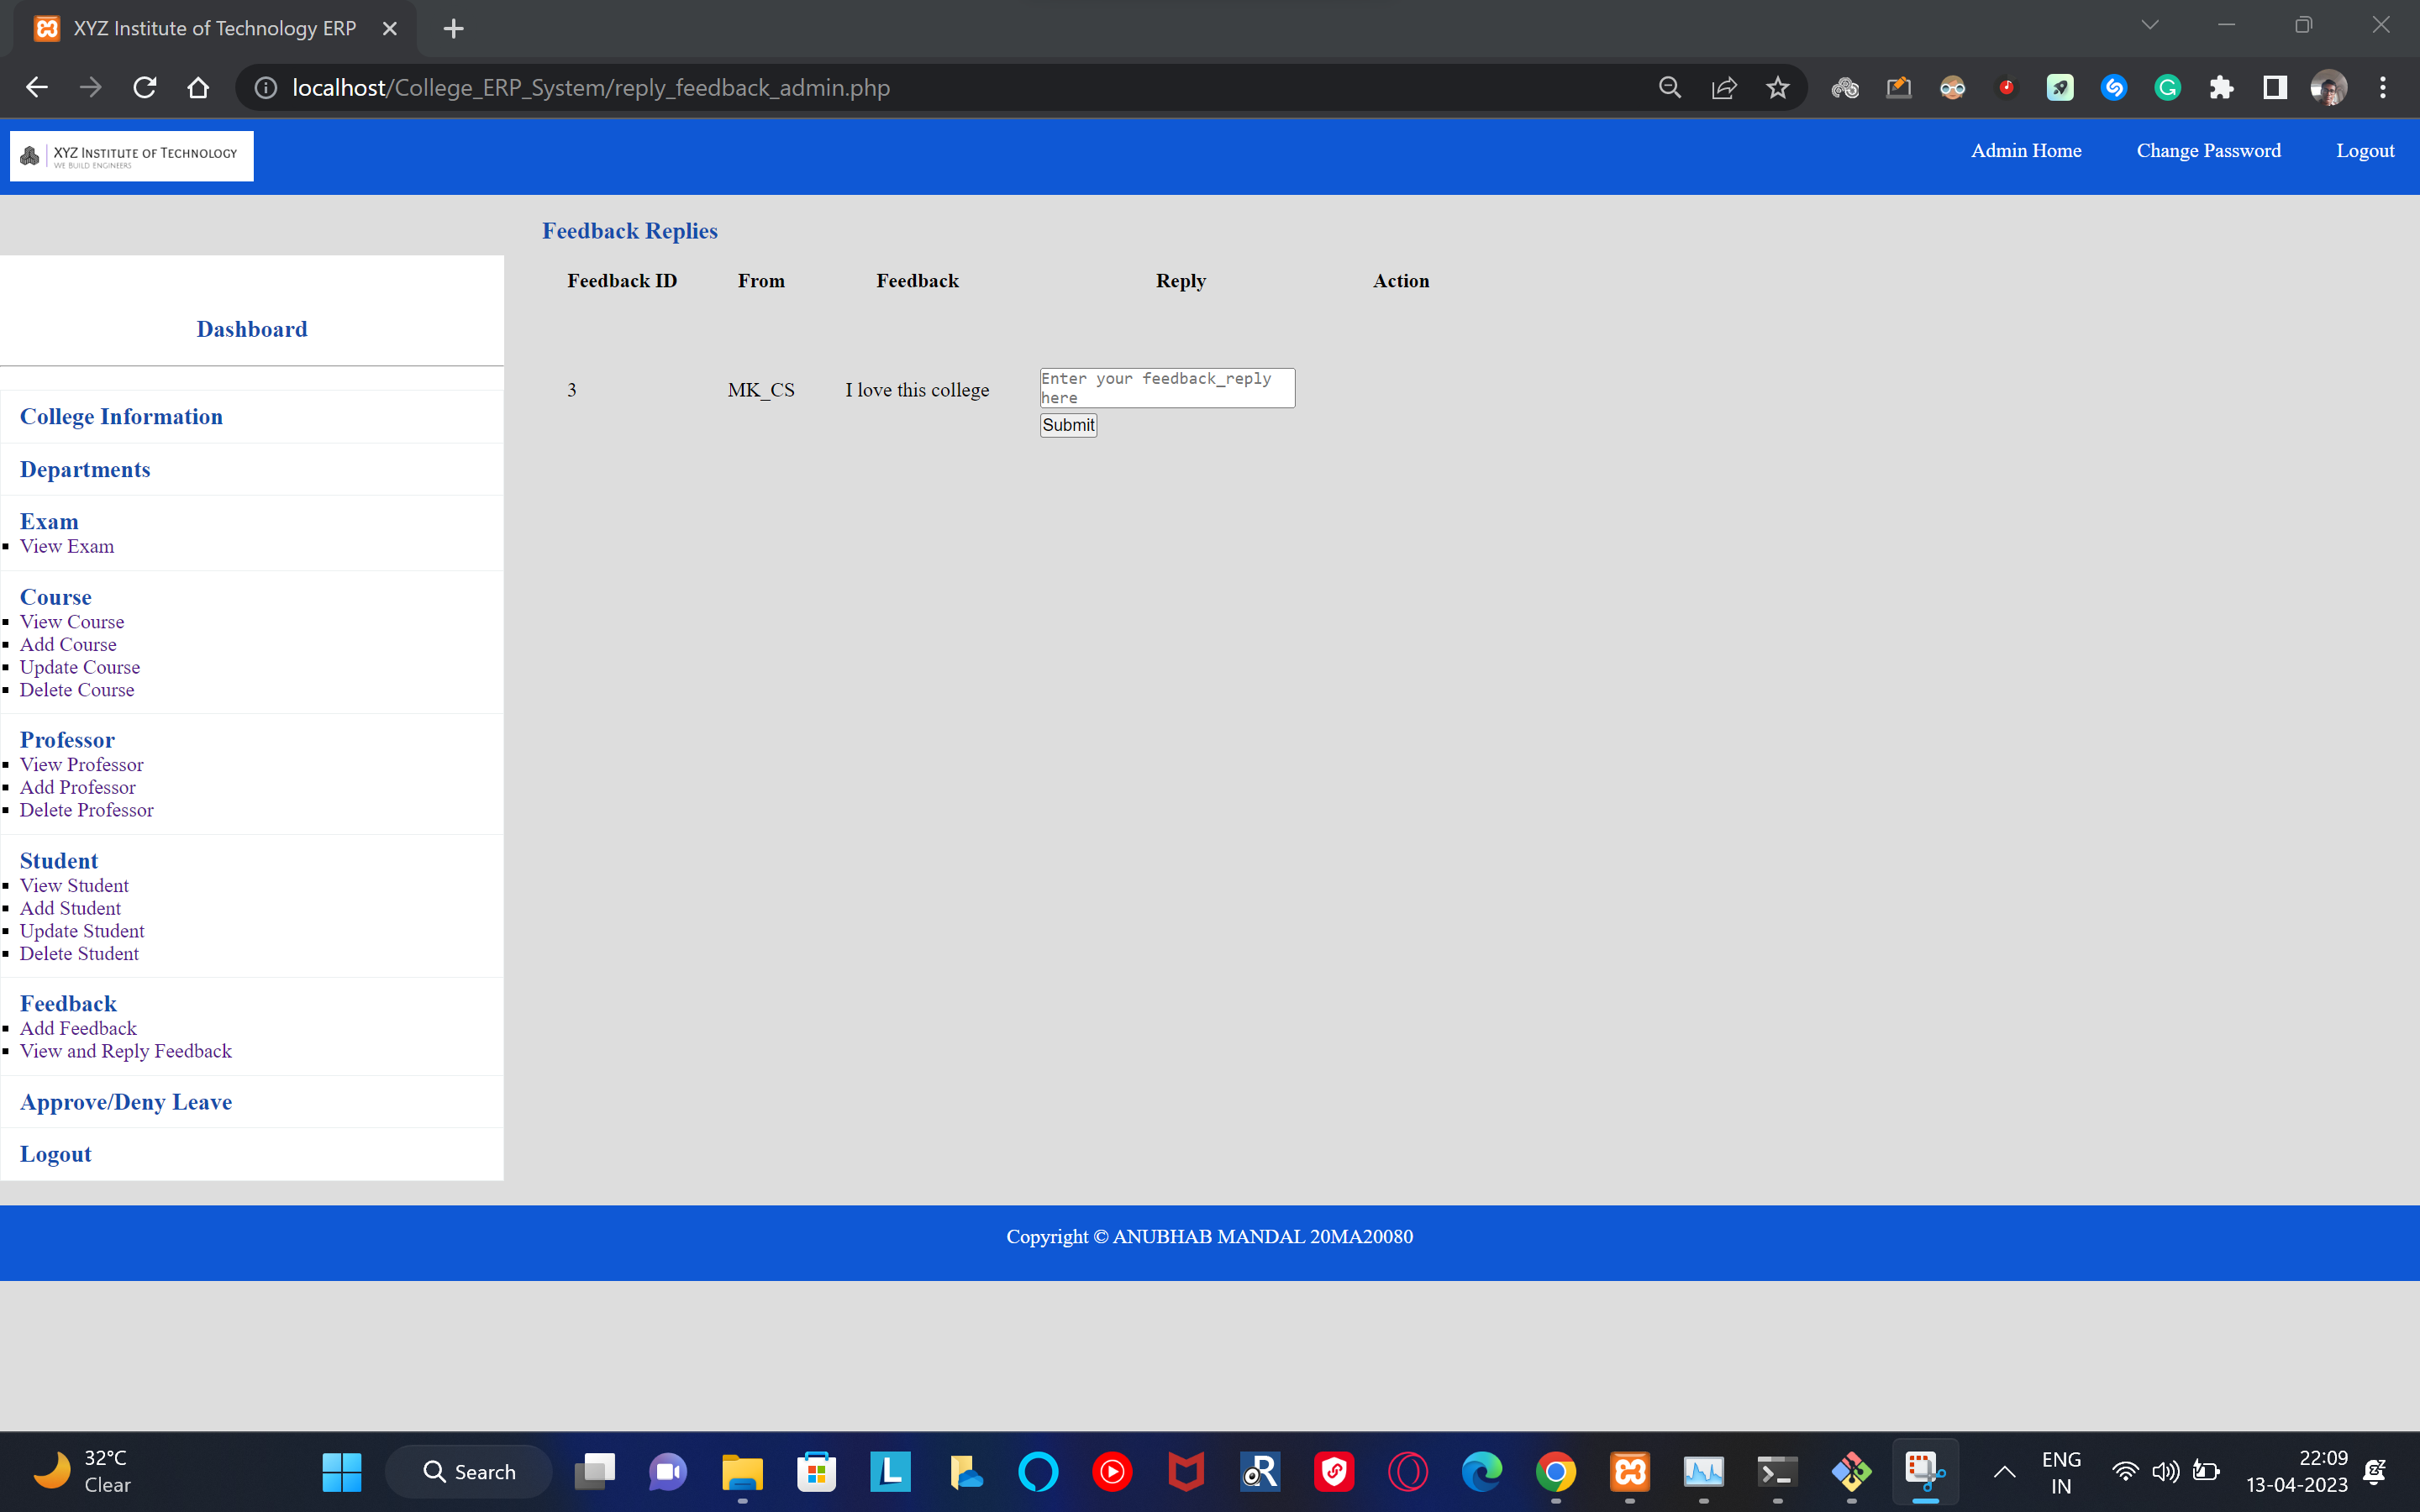 XYZ Institute of Technology ERP
localhost/College_ERP_System/reply_feedback_admin.php
XYZ INSTITUTE OF TECHNOLOGY
WE BUILD ENGINEERS
Admin Home Change Password Logout
Feedback Replies
Feedback ID From Feedback Reply Action
3 MK_CS I love this college Enter your feedback_reply
here
Submit
Dashboard
College Information
Departments
Exam
View Exam
Course
View Course
Add Course
Update Course
Delete Course
Professor
View Professor
Add Professor
Delete Professor
Student
View Student
Add Student
Update Student
Delete Student
Feedback
Add Feedback
View and Reply Feedback
Approve/Deny Leave
Logout
Copyright © ANUBHAB MANDAL 20MA20080
32°C
Clear
Search
ENG
IN
22:09
13-04-2023